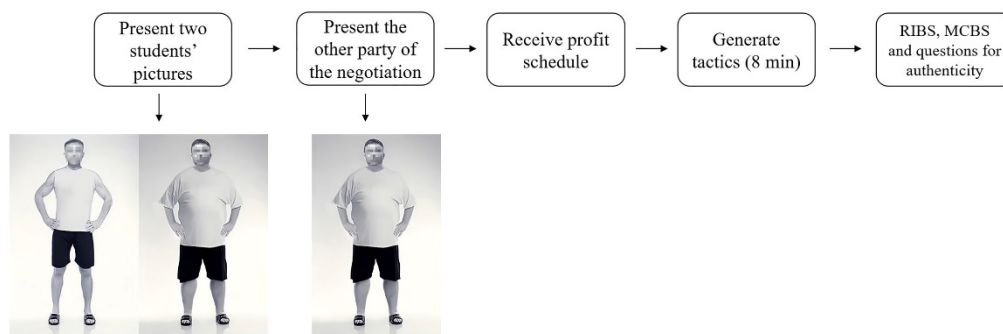 Present two
students'
pictures
Present the
other party of
the negotiation
Receive profit
schedule
Generate
tactics (8 min)
RIBS, MCBS
and questions for
authenticity